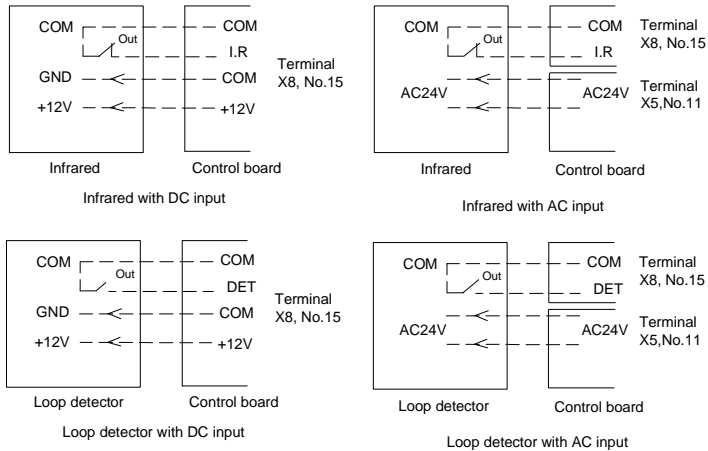 COM
Out
GND
+12V
COM
I.R
COM
+12V
Terminal
X8, No.15
Infrared
Control board
Infrared with DC input
COM
Out
AC24V
COM
I.R
AC24V
Terminal
X8, No.15
Terminal
X5,No.11
Infrared
Control board
Infrared with AC input
COM
Out
GND
+12V
COM
DET
COM
+12V
Terminal
X8, No.15
Loop detector
Control board
Loop detector with DC input
COM
Out
AC24V
COM
DET
AC24V
Terminal
X8, No.15
Terminal
X5,No.11
Loop detector
Control board
Loop detector with AC input